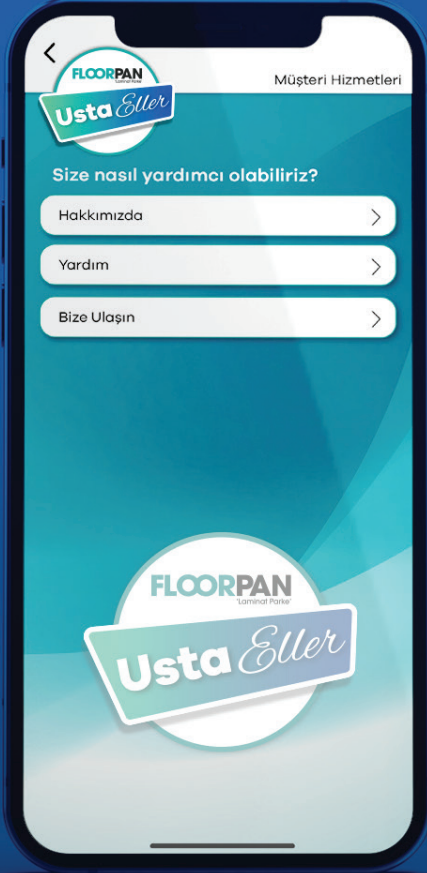 FLOORPAN
Laminat Parke
Usta Eller
Müşteri Hizmetleri
Size nasıl yardımcı olabiliriz?
Hakkımızda
Yardım
Bize Ulaşın
FLOORPAN
'Laminat Parke'
Usta Eller